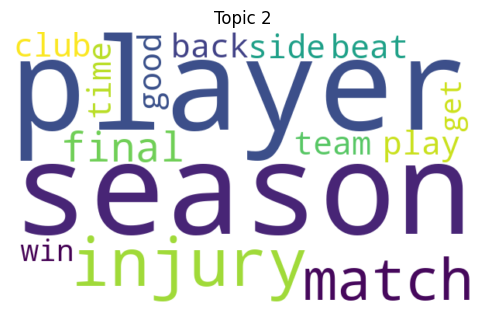 Topic 2
club time good back side beat
player get
final team play
season
win injury match